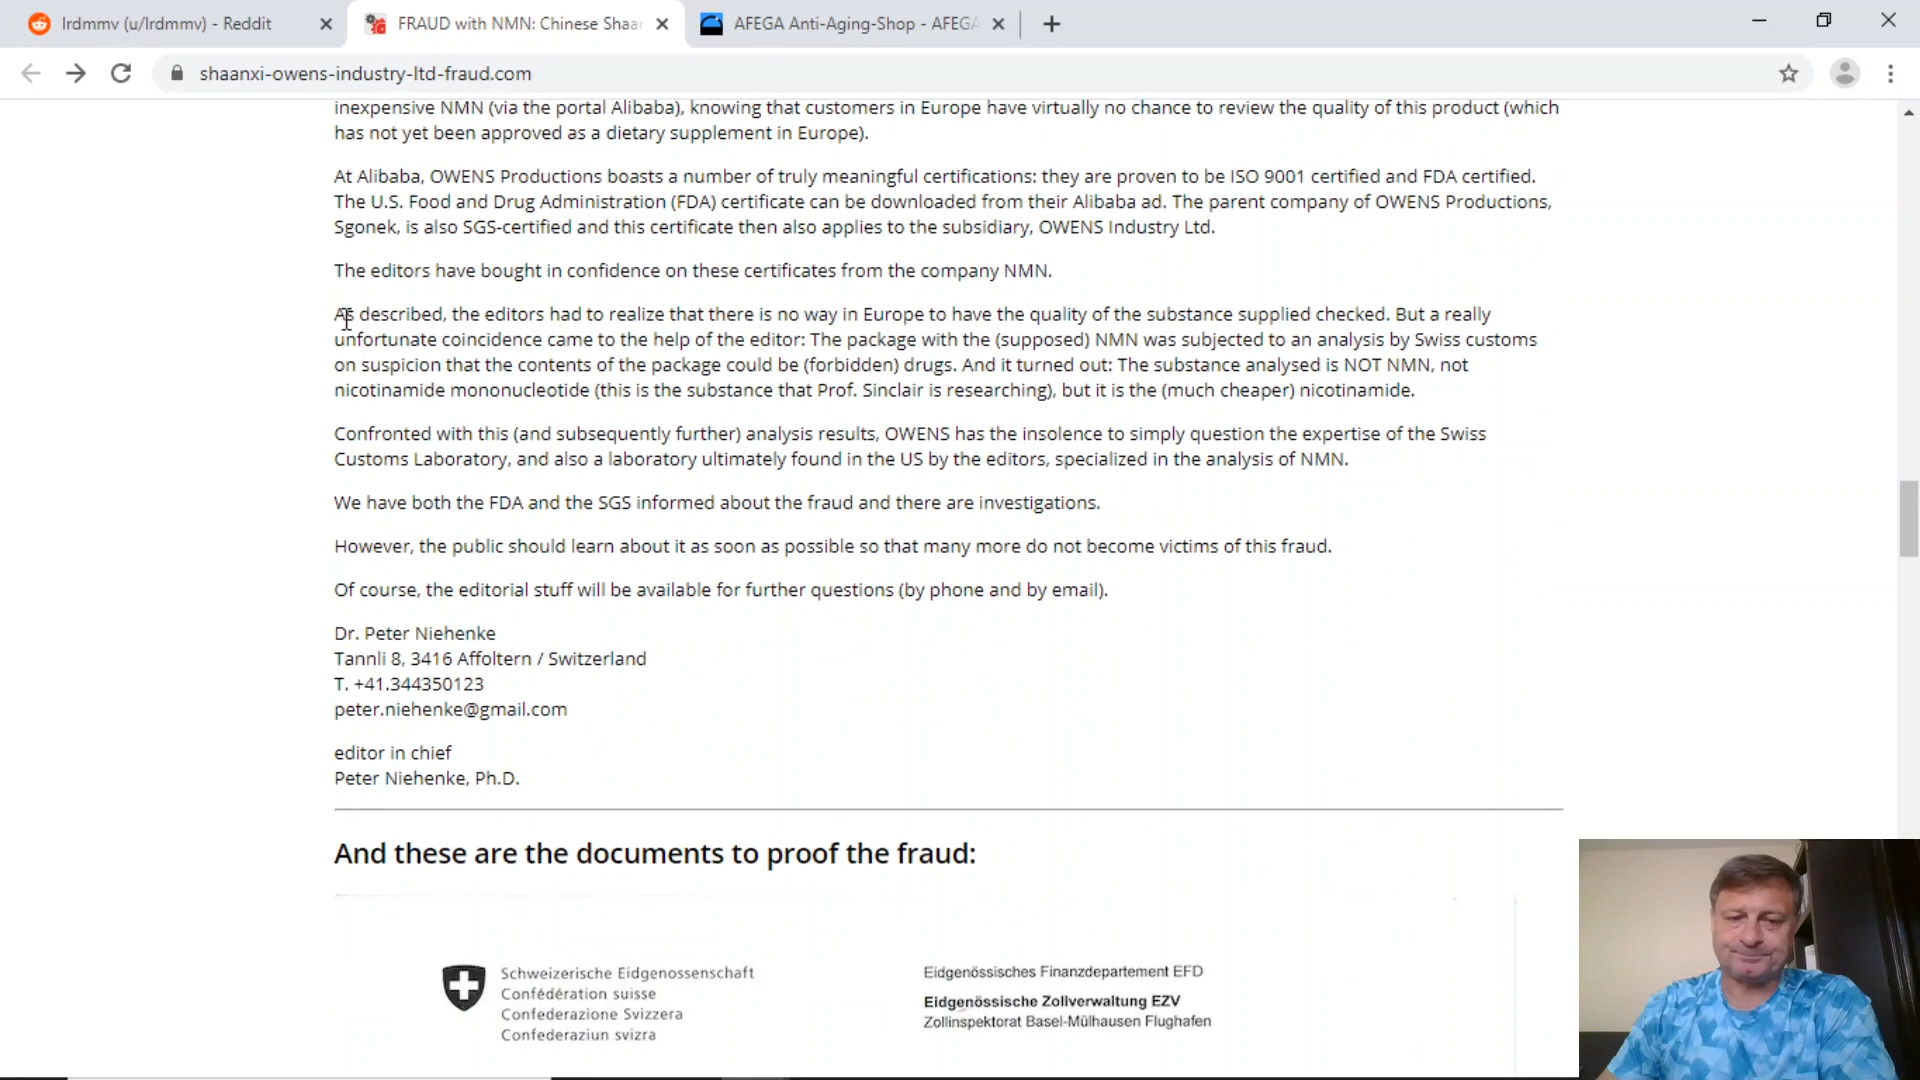 lrdmmv (u/lrdmmv) - Reddit
FRAUD with NMN: Chinese Shaan
AFEGA Anti-Aging-Shop - AFEGA
shaanxi-owens-industry-ltd-fraud.com
inexpensive NMN (via the portal Alibaba), knowing that customers in Europe have virtually no chance to review the quality of this product (which
has not yet been approved as a dietary supplement in Europe).
At Alibaba, OWENS Productions boasts a number of truly meaningful certifications: they are proven to be ISO 9001 certified and FDA certified.
The U.S. Food and Drug Administration (FDA) certificate can be downloaded from their Alibaba ad. The parent company of OWENS Productions,
Sgonek, is also SGS-certified and this certificate then also applies to the subsidiary, OWENS Industry Ltd.
The editors have bought in confidence on these certificates from the company NMN.
As described, the editors had to realize that there is no way in Europe to have the quality of the substance supplied checked. But a really
unfortunate coincidence came to the help of the editor: The package with the (supposed) NMN was subjected to an analysis by Swiss customs
on suspicion that the contents of the package could be (forbidden) drugs. And it turned out: The substance analysed is NOT NMN, not
nicotinamide mononucleotide (this is the substance that Prof. Sinclair is researching), but it is the (much cheaper) nicotinamide.
Confronted with this (and subsequently further) analysis results, OWENS has the insolence to simply question the expertise of the Swiss
Customs Laboratory, and also a laboratory ultimately found in the US by the editors, specialized in the analysis of NMN.
We have both the FDA and the SGS informed about the fraud and there are investigations.
However, the public should learn about it as soon as possible so that many more do not become victims of this fraud.
Of course, the editorial stuff will be available for further questions (by phone and by email).
Dr. Peter Niehenke
Tannli 8, 3416 Affoltern / Switzerland
T. +41.344350123
peter.niehenke@gmail.com
editor in chief
Peter Niehenke, Ph.D.
And these are the documents to proof the fraud:
Schweizerische Eidgenossenschaft
Confédération suisse
Confederazione Svizzera
Confederaziun svizra
Eidgenössisches Finanzdepartement EFD
Eidgenössische Zollverwaltung EZV
Zollinspektorat Basel-Mülhausen Flughafen